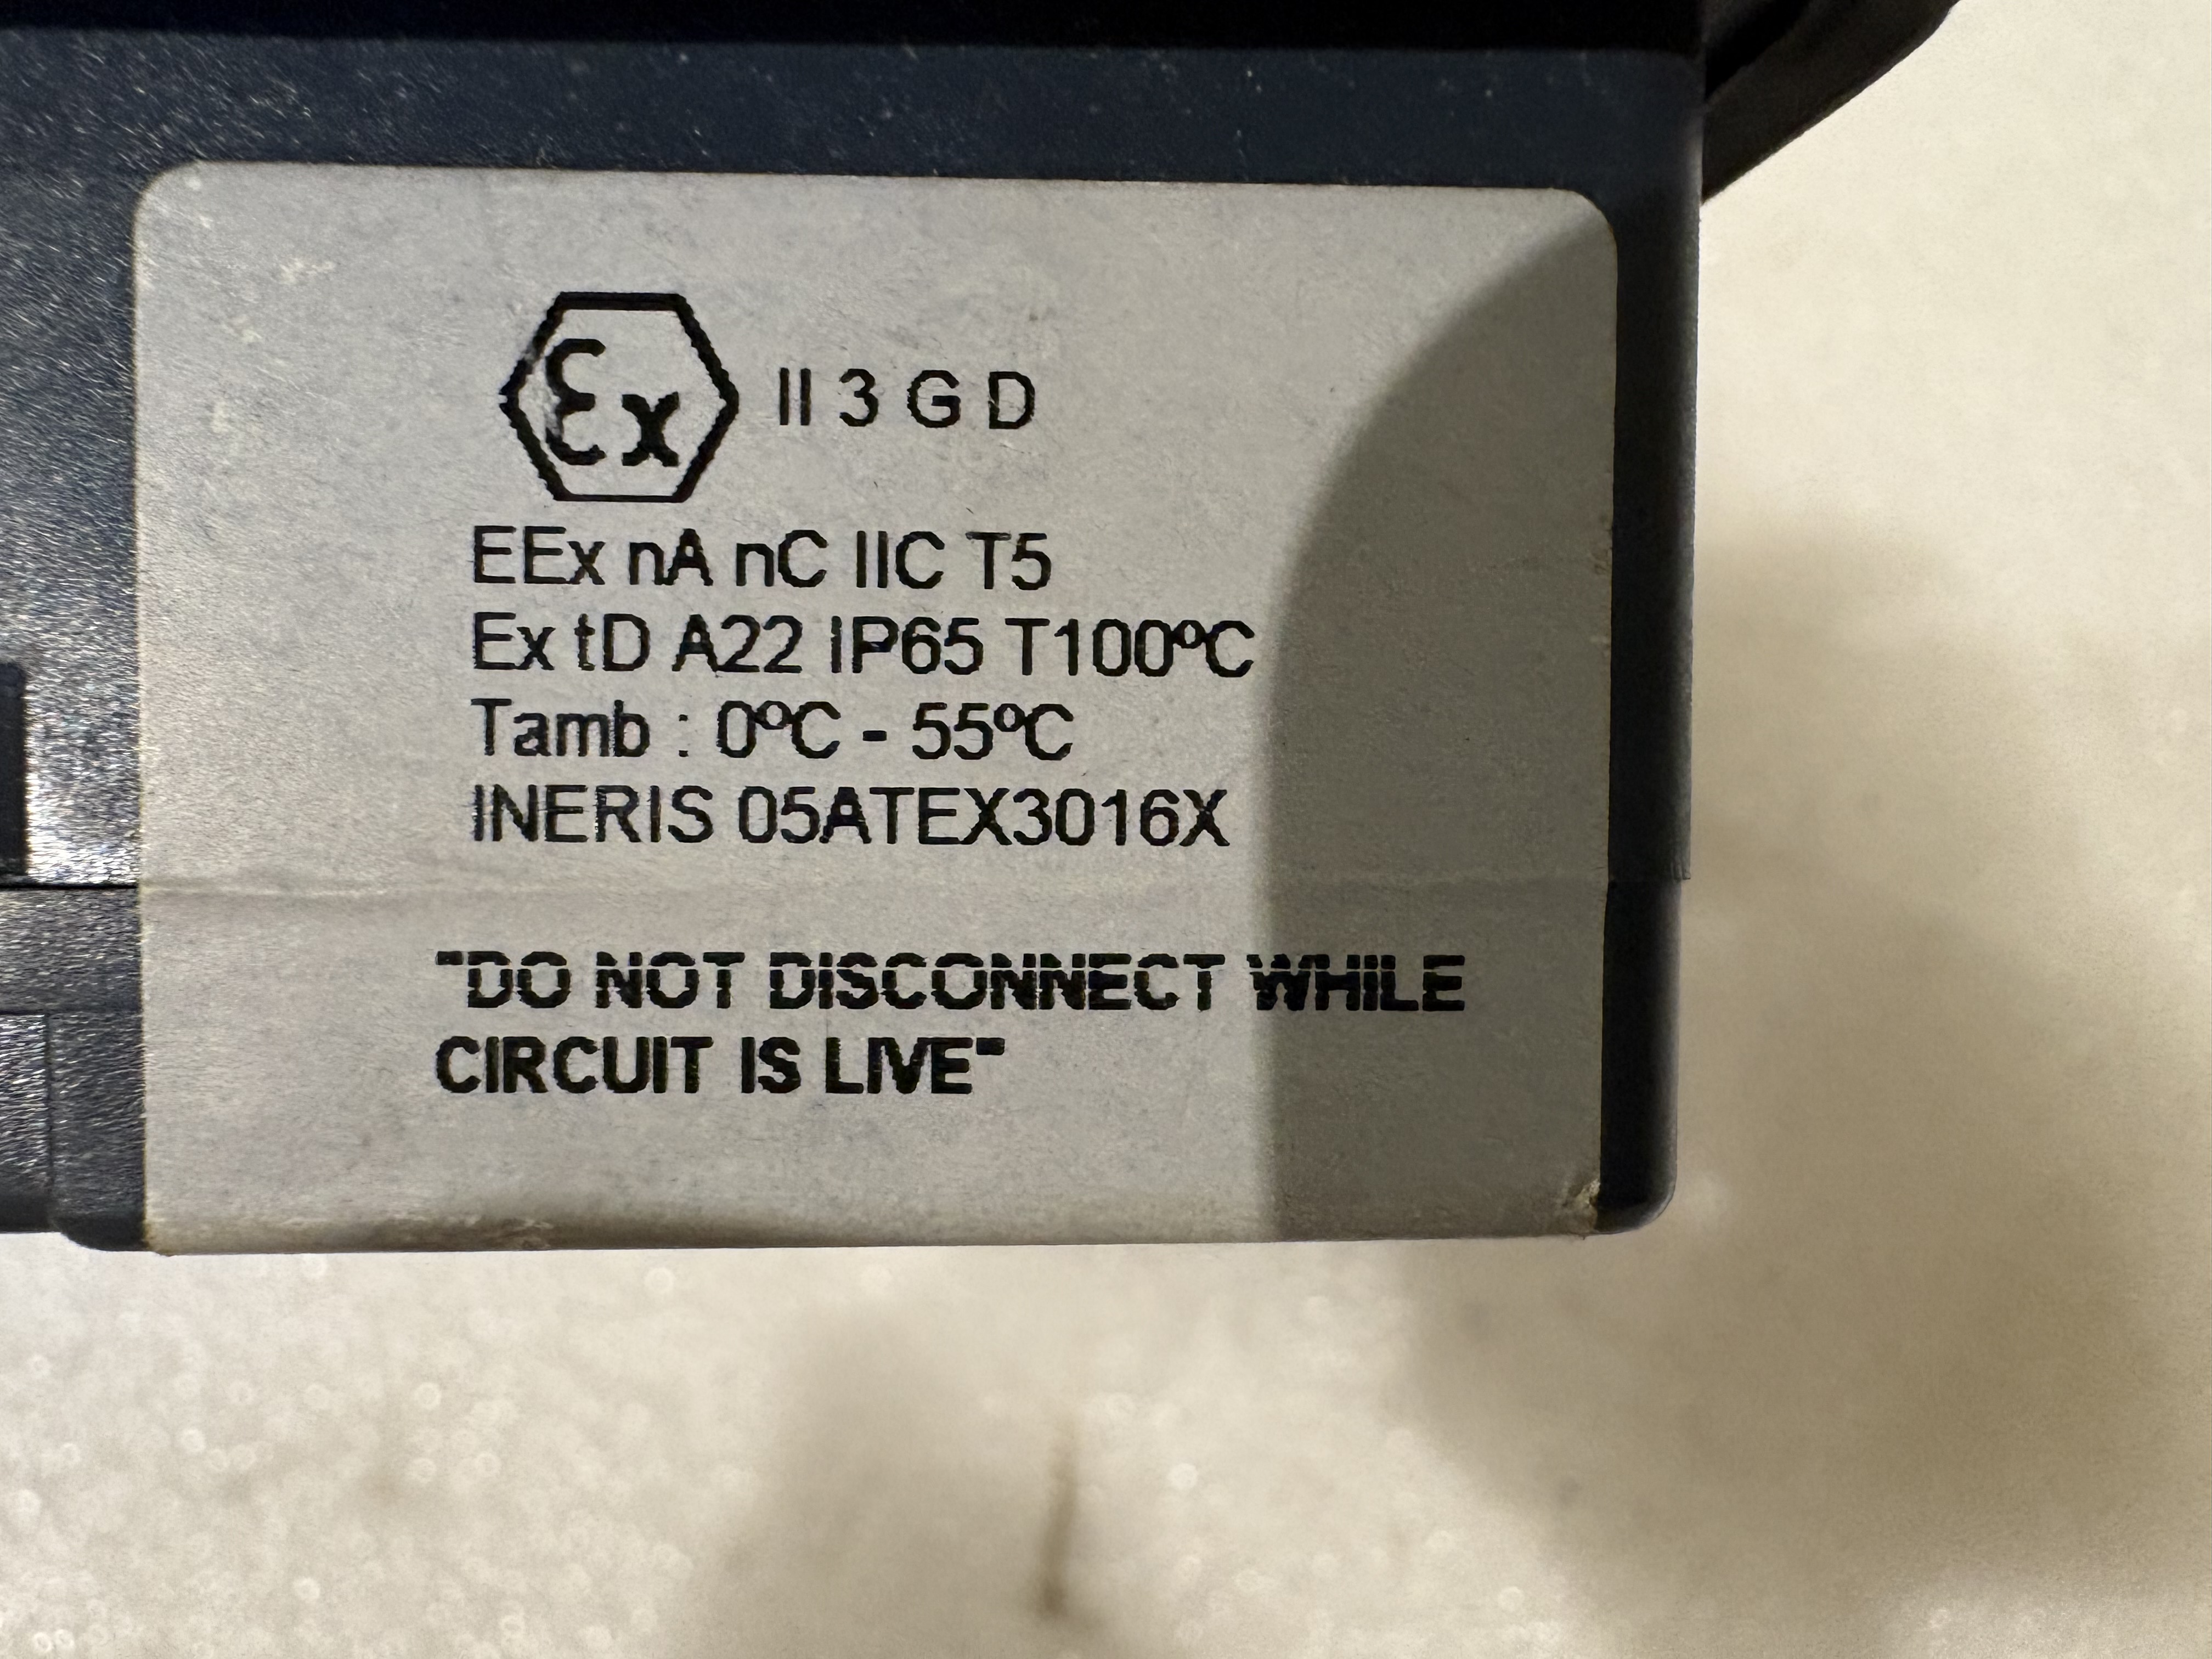 Ex II 3 G D
EEx nA nC IIC T5
Ex tD A22 IP65 T100ºC
Tamb : 0ºC - 55ºC
INERIS 05ATEX3016X
"DO NOT DISCONNECT WHILE
CIRCUIT IS LIVE"